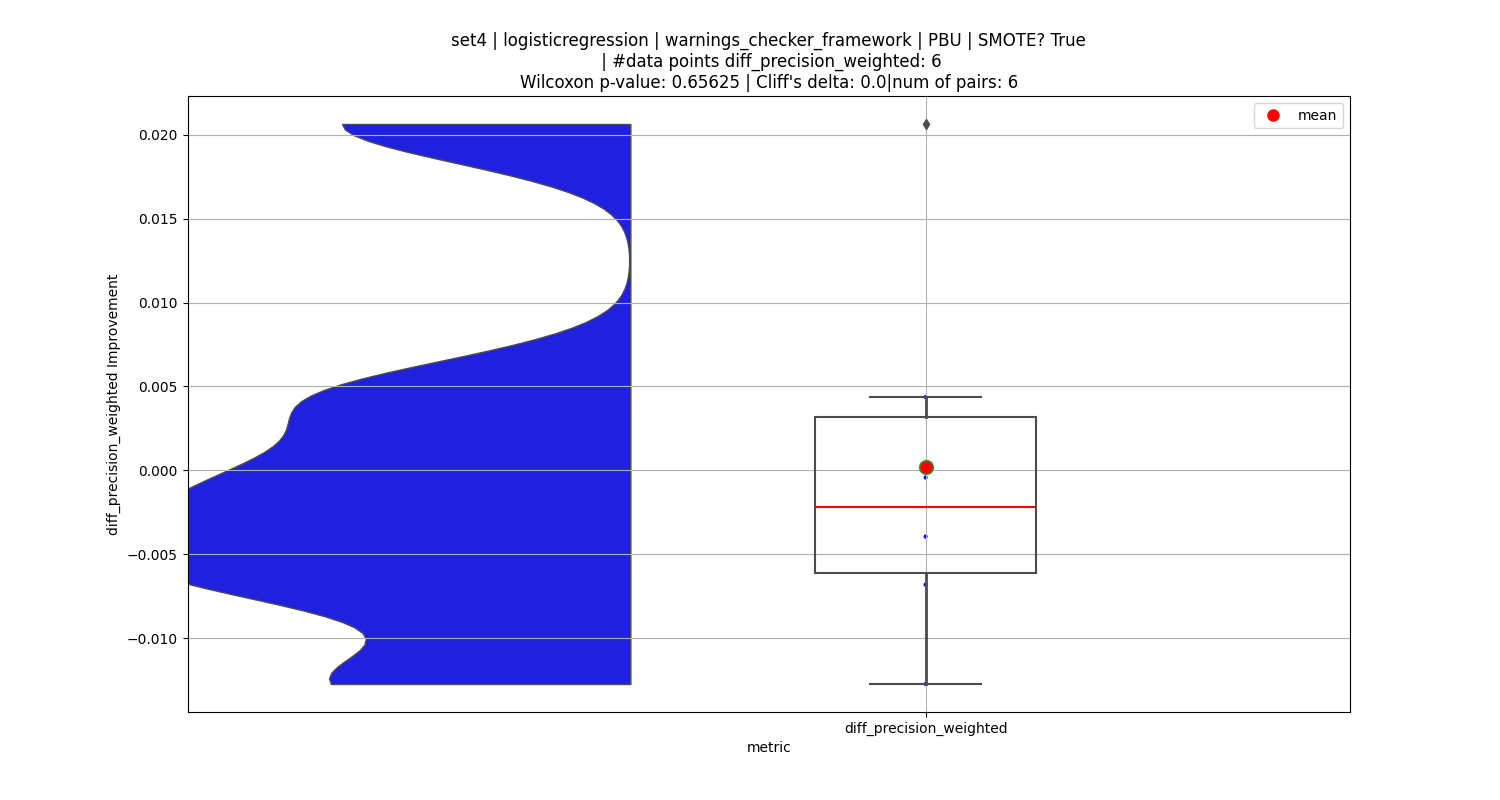 set4 | logisticregression | warnings_checker_framework | PBU | SMOTE? True
| #data points diff_precision_weighted: 6
Wilcoxon p-value: 0.65625 | Cliff's delta: 0.0|num of pairs: 6
mean
0.020
0.015
0.010
0.005
0.000
−0.005
−0.010
diff_precision_weighted Improvement
diff_precision_weighted
metric